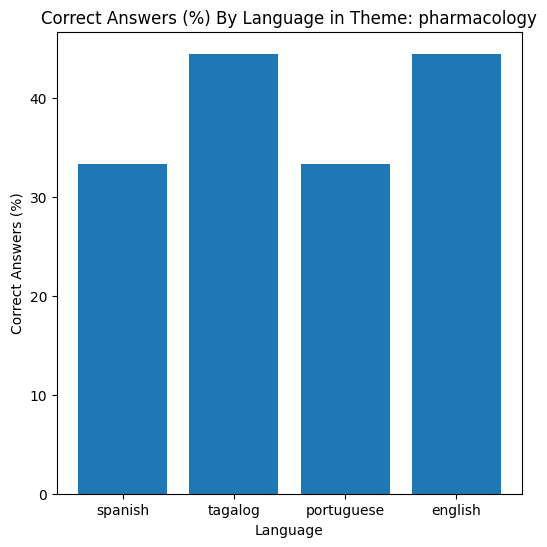 Correct Answers (%) By Language in Theme: pharmacology
Correct Answers (%)
40
30
20
10
0
spanish tagalog portuguese english
Language